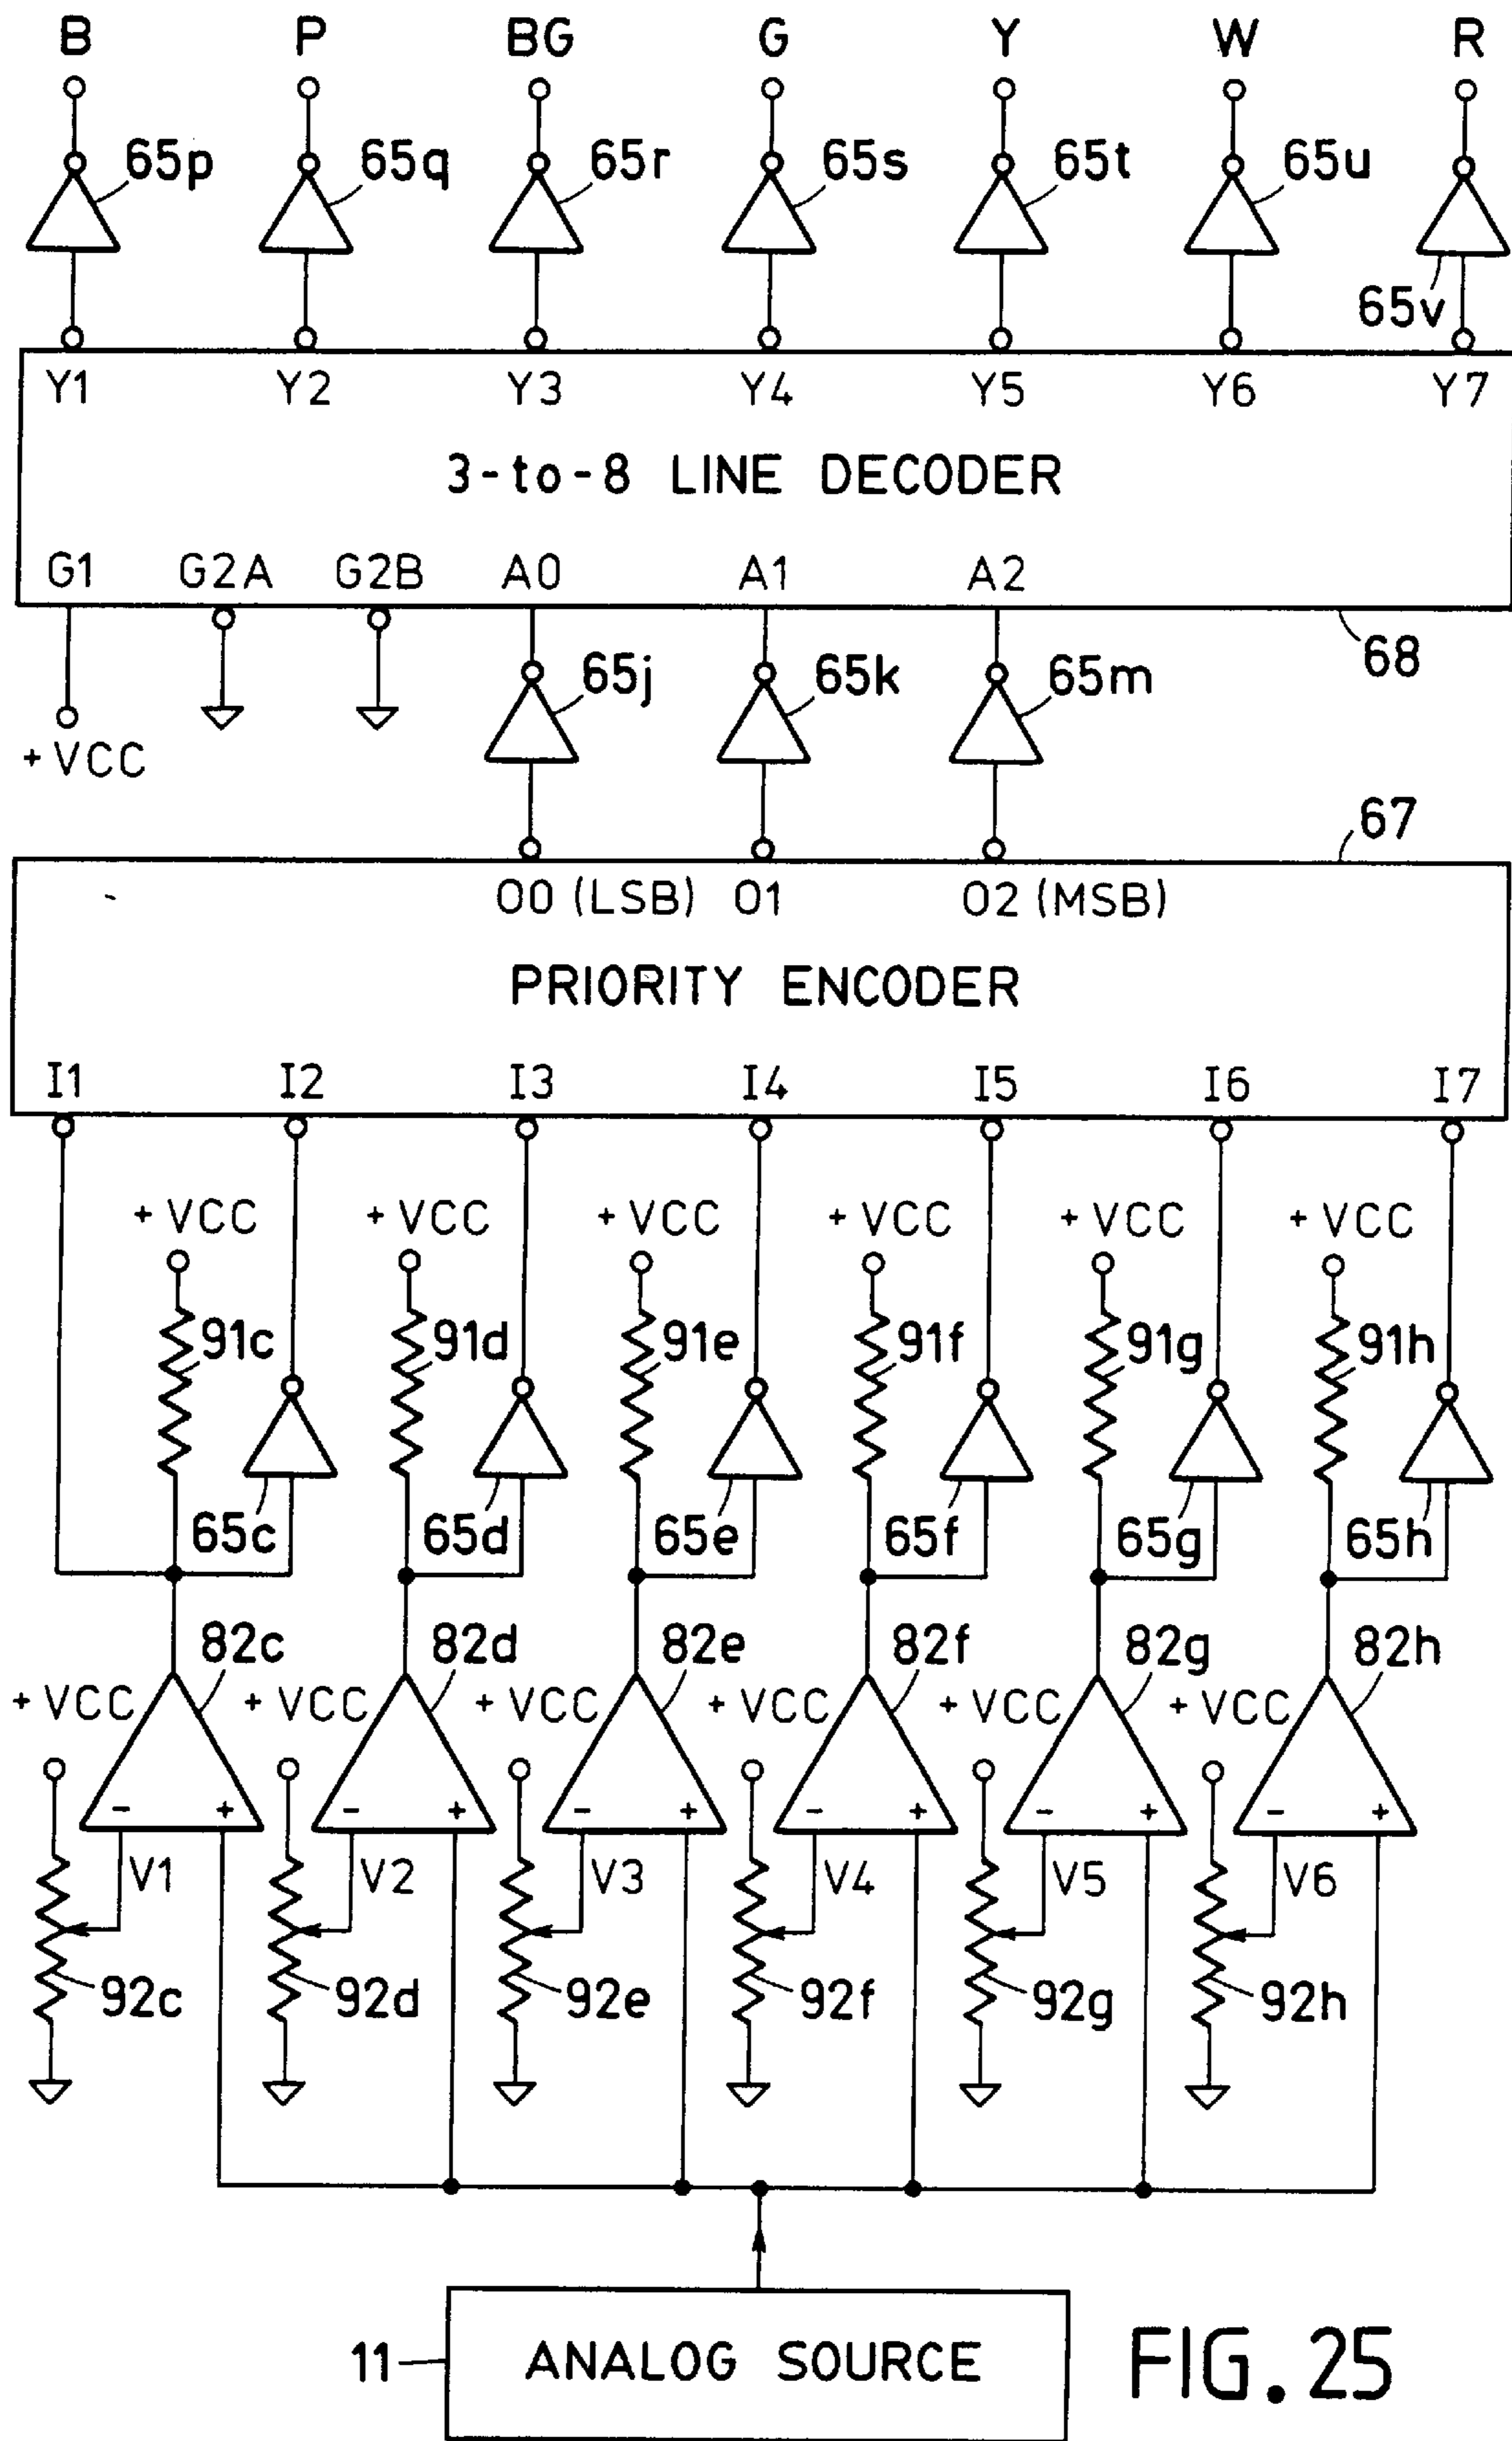 B P BG G Y W R
65p 65q 65r 65s 65t 65u
65v
Y1 Y2 Y3 Y4 Y5 Y6 Y7
3-to-8 LINE DECODER
G1 G2A G2B A0 A1 A2
68
65j 65k 65m
+VCC
67
O0 (LSB) O1 O2 (MSB)
PRIORITY ENCODER
I1 I2 I3 I4 I5 I6 I7
+VCC +VCC +VCC +VCC +VCC +VCC
91c 91d 91e 91f 91g 91h
65c 65d 65e 65f 65g 65h
82c 82d 82e 82f 82g 82h
+VCC +VCC +VCC +VCC +VCC +VCC
- + - + - + - + - + - +
V1 V2 V3 V4 V5 V6
92c 92d 92e 92f 92g 92h
11 ANALOG SOURCE
FIG. 25